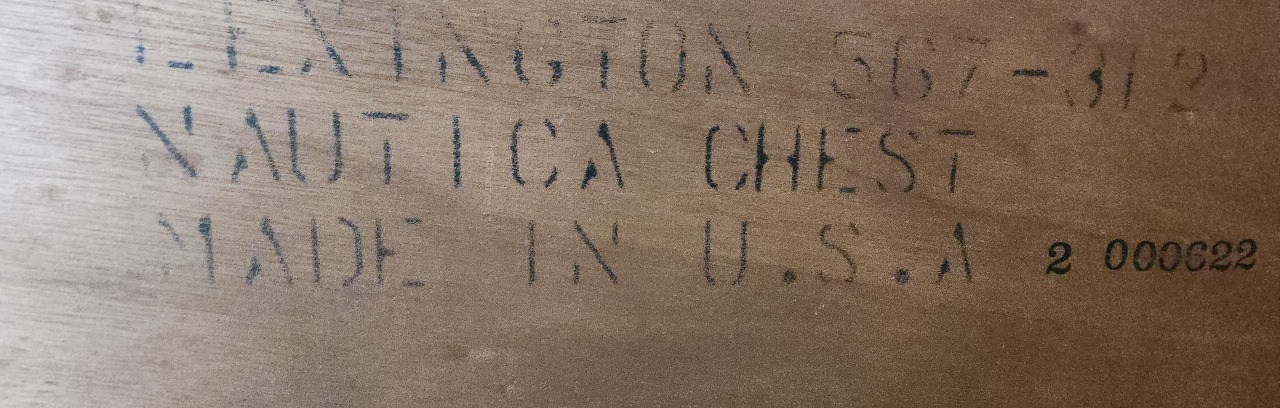 LEXINGTON 567-312
NAUTICA CHEST
MADE IN U.S.A 2 000622